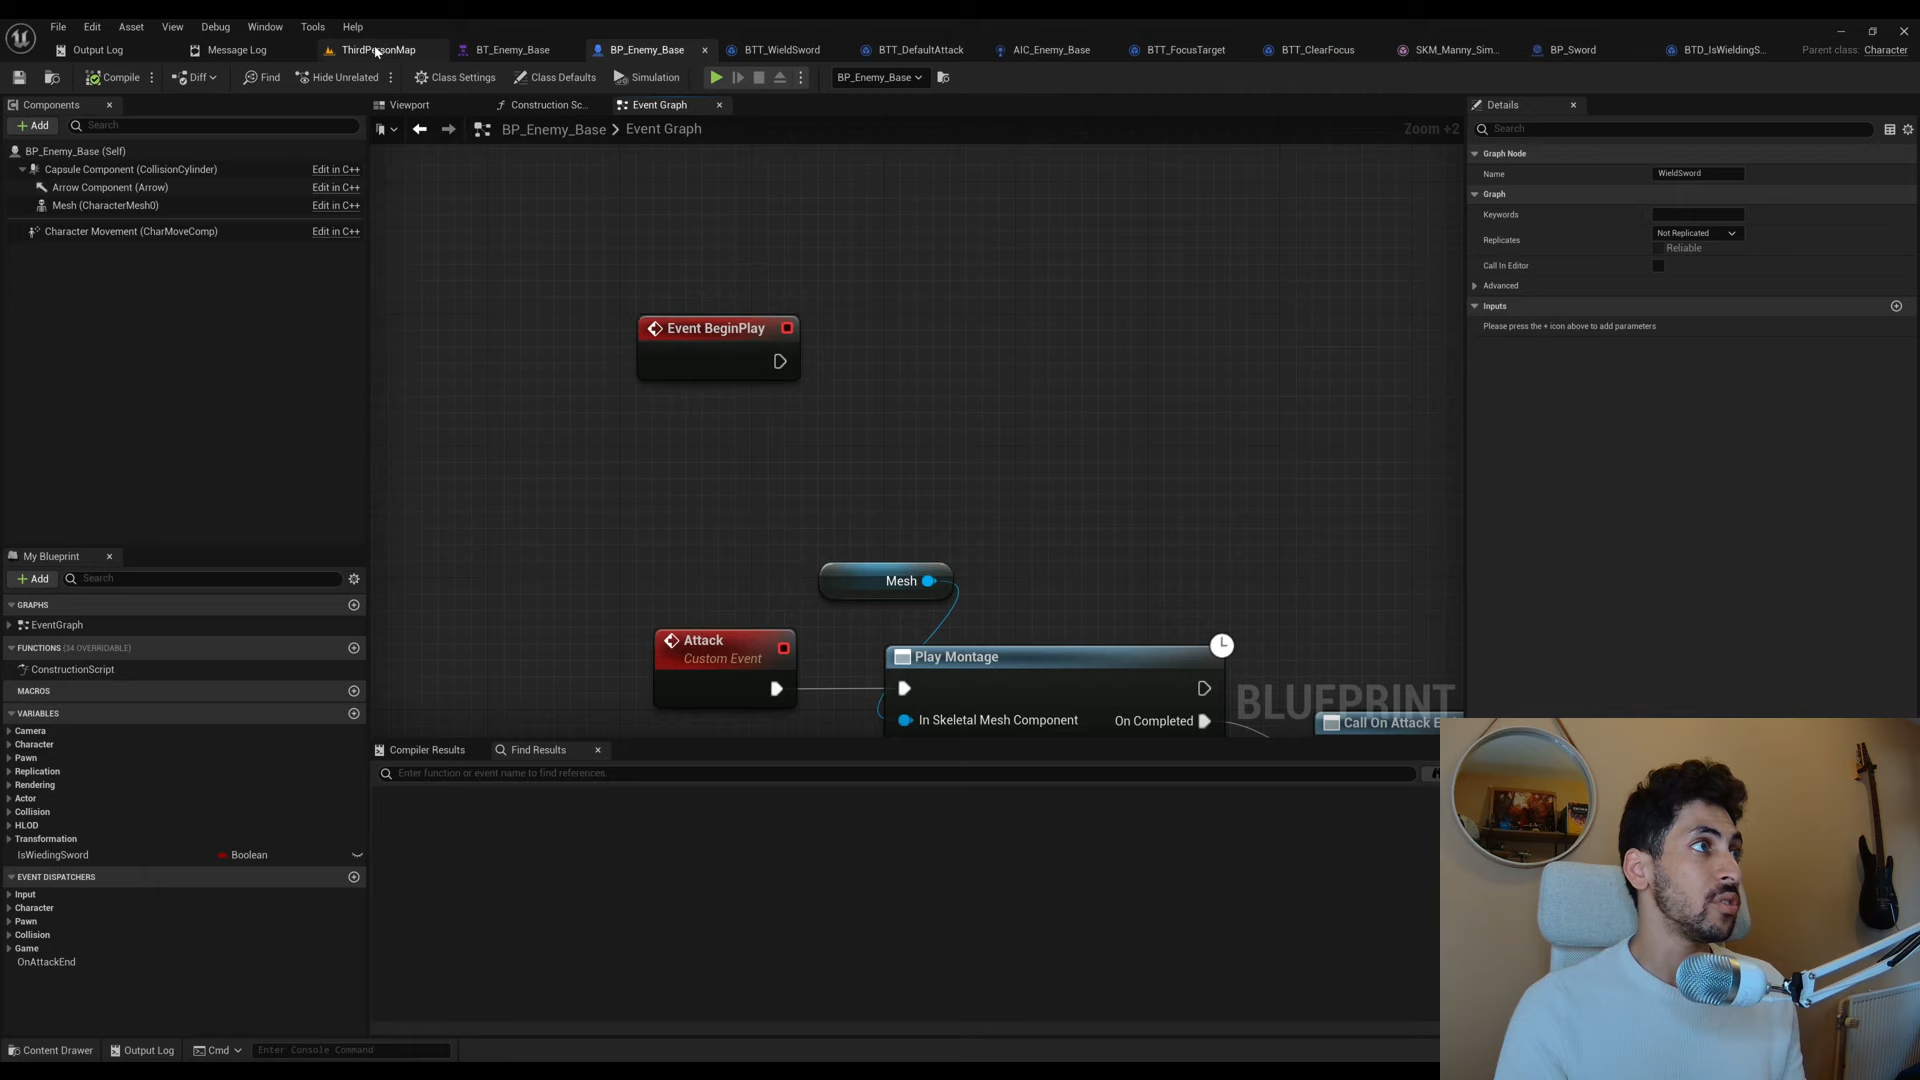 File Edit Asset View Debug Window Tools Help
Output Log Message Log ThirdPersonMap BT_Enemy_Base BP_Enemy_Base BTT_WieldSword BTT_DefaultAttack AIC_Enemy_Base BTT_FocusTarget BTT_ClearFocus SKM_Manny_Sim... BP_Sword BTD_IsWieldingS... Parent class: Character
Compile Diff Find Hide Unrelated Class Settings Class Defaults Simulation BP_Enemy_Base
Components Viewport Construction Sc... Event Graph Details
Add Search BP_Enemy_Base > Event Graph Zoom +2 Search
BP_Enemy_Base (Self) Graph Node
Capsule Component (CollisionCylinder) Edit in C++ Name WieldSword
Arrow Component (Arrow) Edit in C++ Graph
Mesh (CharacterMesh0) Edit in C++ Keywords
Character Movement (CharMoveComp) Edit in C++ Replicates Not Replicated
Reliable
Call In Editor
Advanced
Inputs
Please press the + icon above to add parameters
Event BeginPlay
Mesh
Attack
Custom Event
Play Montage
In Skeletal Mesh Component On Completed
BLUEPRINT
Call On Attack E
My Blueprint
Add Search
GRAPHS
EventGraph
FUNCTIONS (34 OVERRIDABLE)
ConstructionScript
MACROS
VARIABLES
Camera
Character
Pawn
Replication
Rendering
Actor
Collision
HLOD
Transformation
IsWiedingSword Boolean
EVENT DISPATCHERS
Input
Character
Pawn
Collision
Game
OnAttackEnd
Compiler Results Find Results
Enter function or event name to find references...
Content Drawer Output Log Cmd Enter Console Command